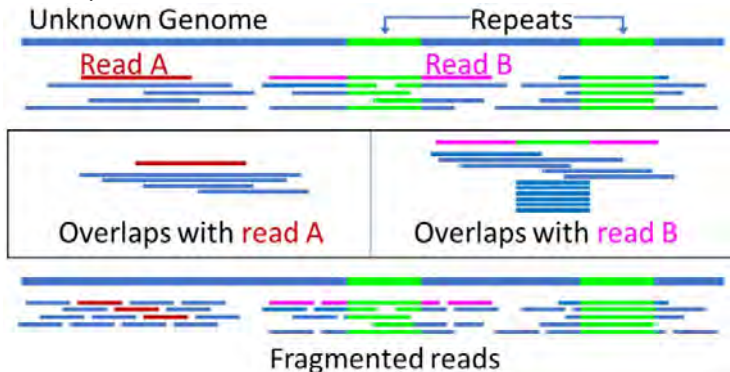 Unknown Genome Repeats
Read A Read B
Overlaps with read A Overlaps with read B
Fragmented reads